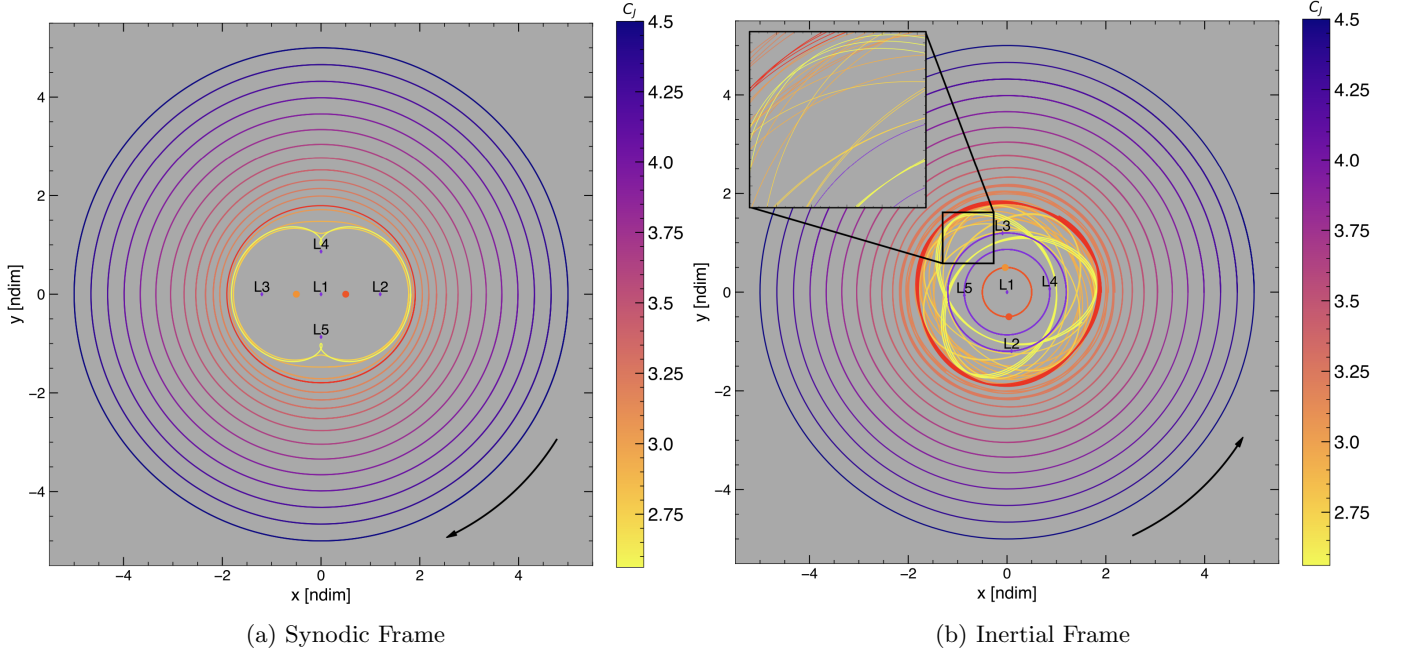 C_J
4.5
4.25
4.0
3.75
3.5
3.25
3.0
2.75
4
2
0
−2
−4
−4 −2 0 2 4
x [ndim]
y [ndim]
L4
L3 L1 L2
L5
(a) Synodic Frame
C_J
4.5
4.25
4.0
3.75
3.5
3.25
3.0
2.75
4
2
0
−2
−4
−4 −2 0 2 4
x [ndim]
y [ndim]
L3
L5 L1 L4
L2
(b) Inertial Frame